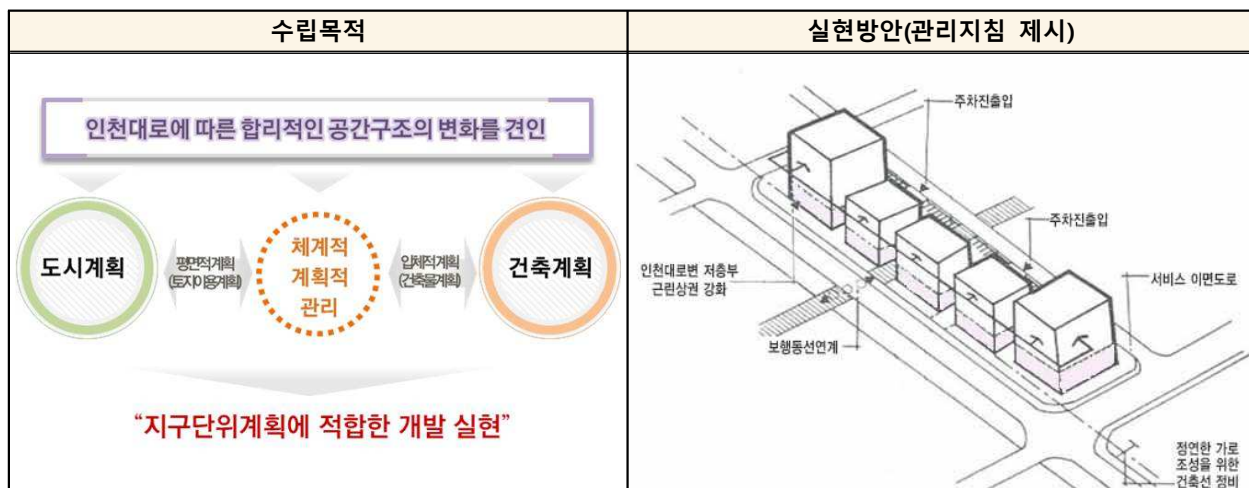 수립목적
실현방안(관리지침 제시)
인천대로에 따른 합리적인 공간구조의 변화를 견인
도시계획
평면적계획
(토지이용계획)
체계적
계획적
관리
입체적계획
(건축물계획)
건축계획
“지구단위계획에 적합한 개발 실현”
주차진출입
주차진출입
인천대로변 저층부
근린상권 강화
서비스 이면도로
보행동선연계
정연한 가로
조성을 위한
건축선 정비